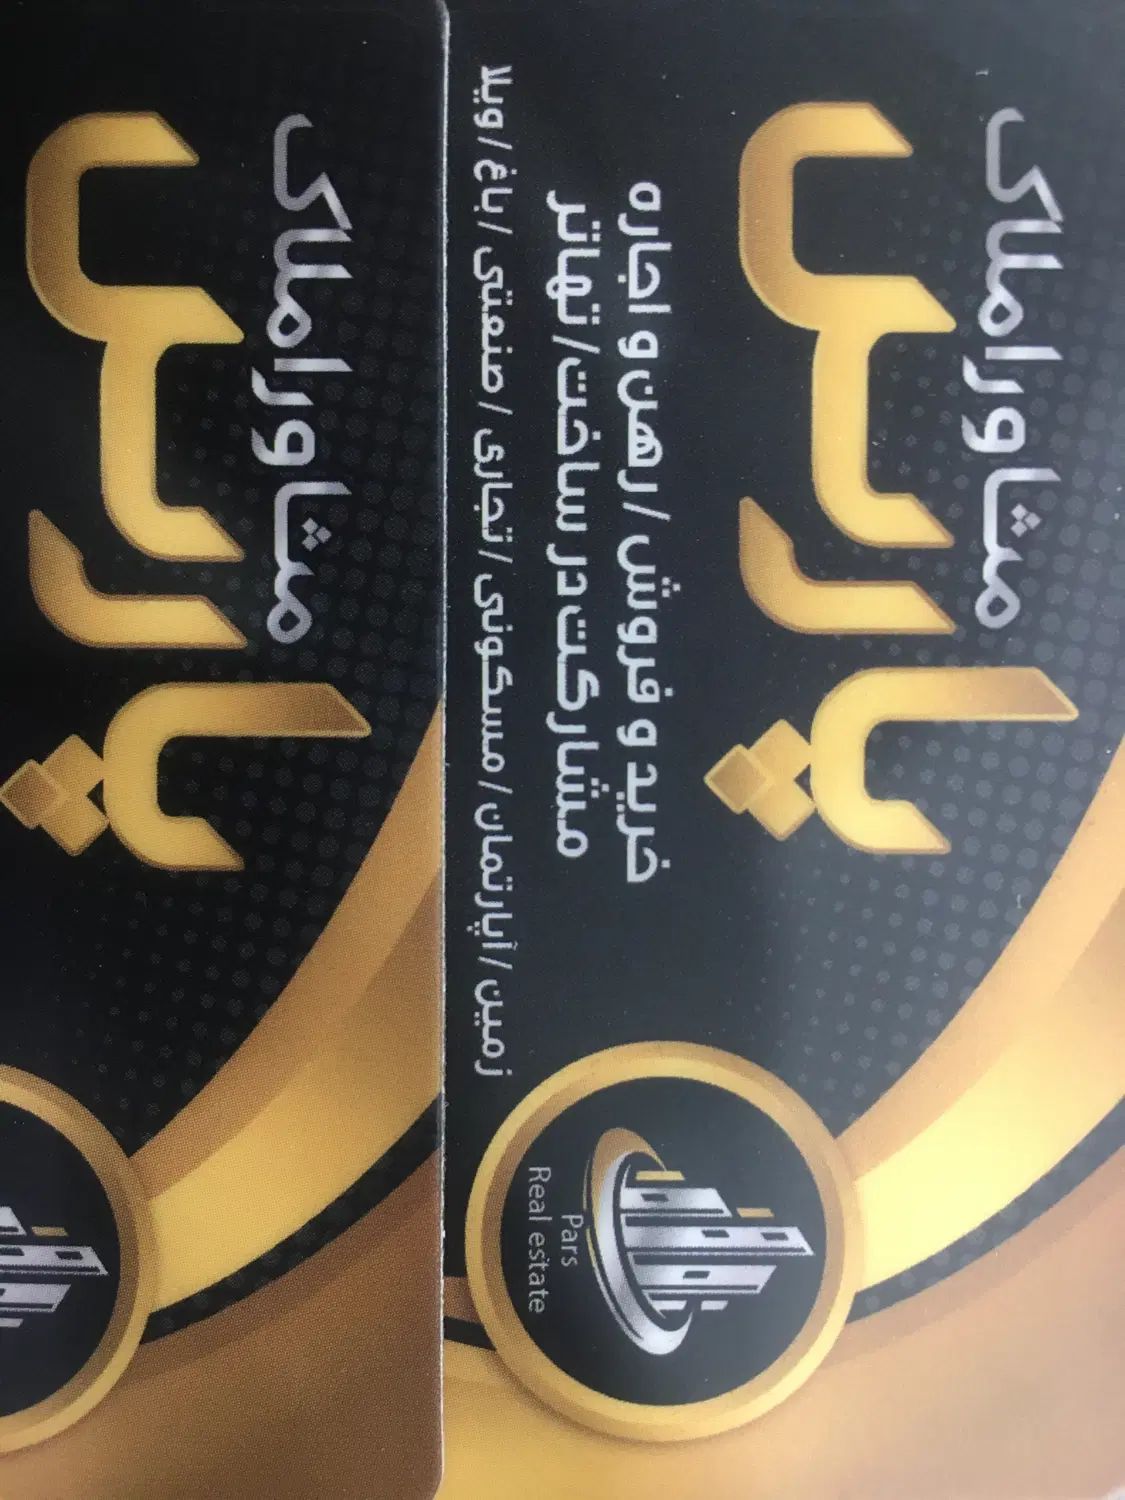 مشاور املاک
پارس
خرید و فروش / رهن و اجاره
مشارکت در ساخت / تهاتر
زمین / آپارتمان / مسکونی / تجاری / صنعتی / باغ / ویلا
Pars
Real estate
مشاور املاک
پارس